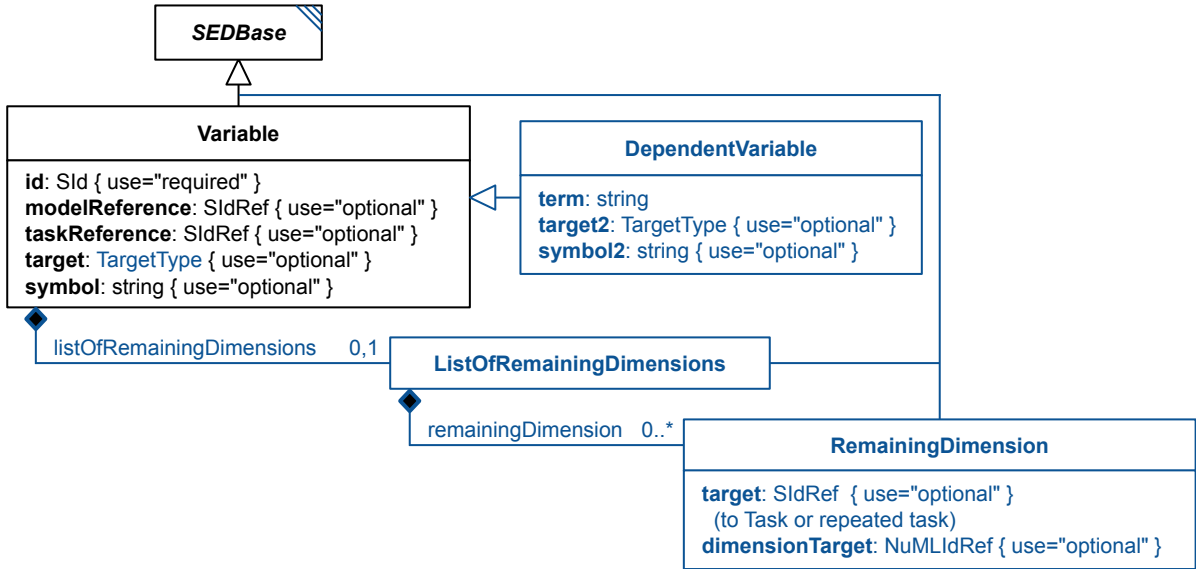 SEDBase
Variable
id: SId { use="required" }
modelReference: SIdRef { use="optional" }
taskReference: SIdRef { use="optional" }
target: TargetType { use="optional" }
symbol: string { use="optional" }
DependentVariable
term: string
target2: TargetType { use="optional" }
symbol2: string { use="optional" }
listOfRemainingDimensions 0,1
ListOfRemainingDimensions
remainingDimension 0..*
RemainingDimension
target: SIdRef { use="optional" }
(to Task or repeated task)
dimensionTarget: NuMLIdRef { use="optional" }